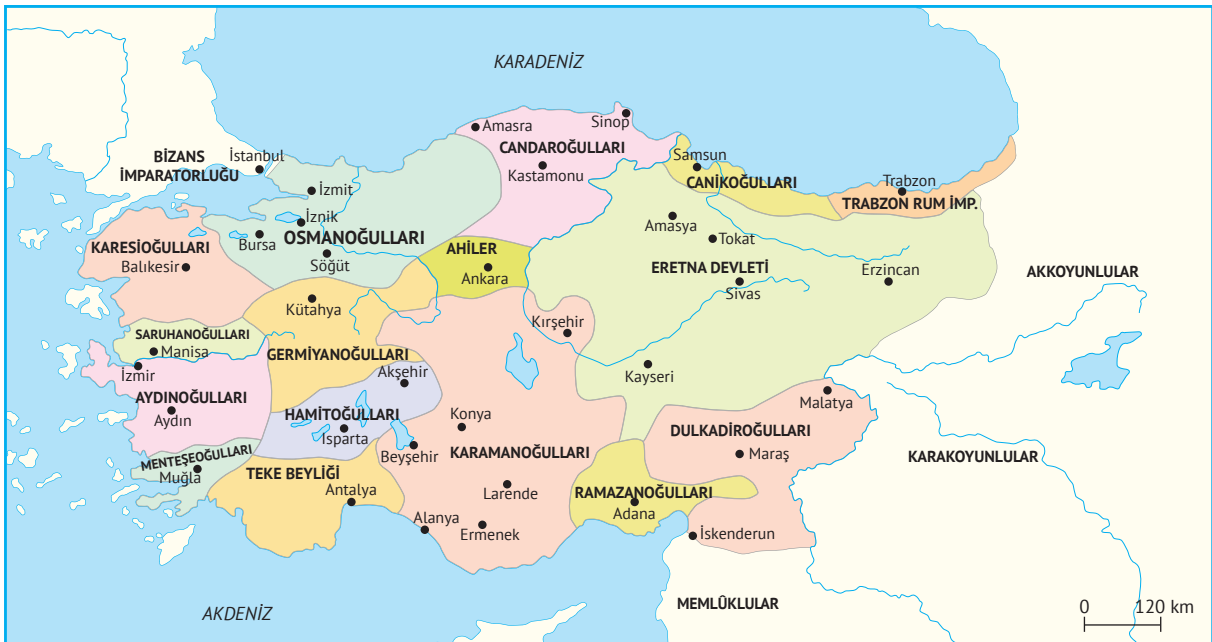 KARADENİZ
Sinop
Amasra
CANDAROĞULLARI
Kastamonu
BİZANS
İMPARATORLUĞU
İstanbul
Samsun
CANİKOĞULLARI
Trabzon
TRABZON RUM İMP.
İzmit
İznik
Bursa
OSMANOĞULLARI
Söğüt
KARESİOĞULLARI
Balıkesir
AHİLER
Ankara
Amasya
Tokat
ERETNA DEVLETİ
Sivas
Erzincan
AKKOYUNLULAR
Kütahya
Kırşehir
SARUHANOĞULLARI
Manisa
GERMİYANOĞULLARI
İzmir
Akşehir
Kayseri
AYDINOĞULLARI
Aydın
HAMİTOĞULLARI
Isparta
Konya
Beyşehir
KARAMANOĞULLARI
Malatya
DULKADİROĞULLARI
Maraş
KARAKOYUNLULAR
MENTEŞEOĞULLARI
Muğla
TEKE BEYLİĞİ
Antalya
Larende
RAMAZANOĞULLARI
Adana
Alanya
Ermenek
İskenderun
AKDENİZ
MEMLÛKLULAR
0 120 km